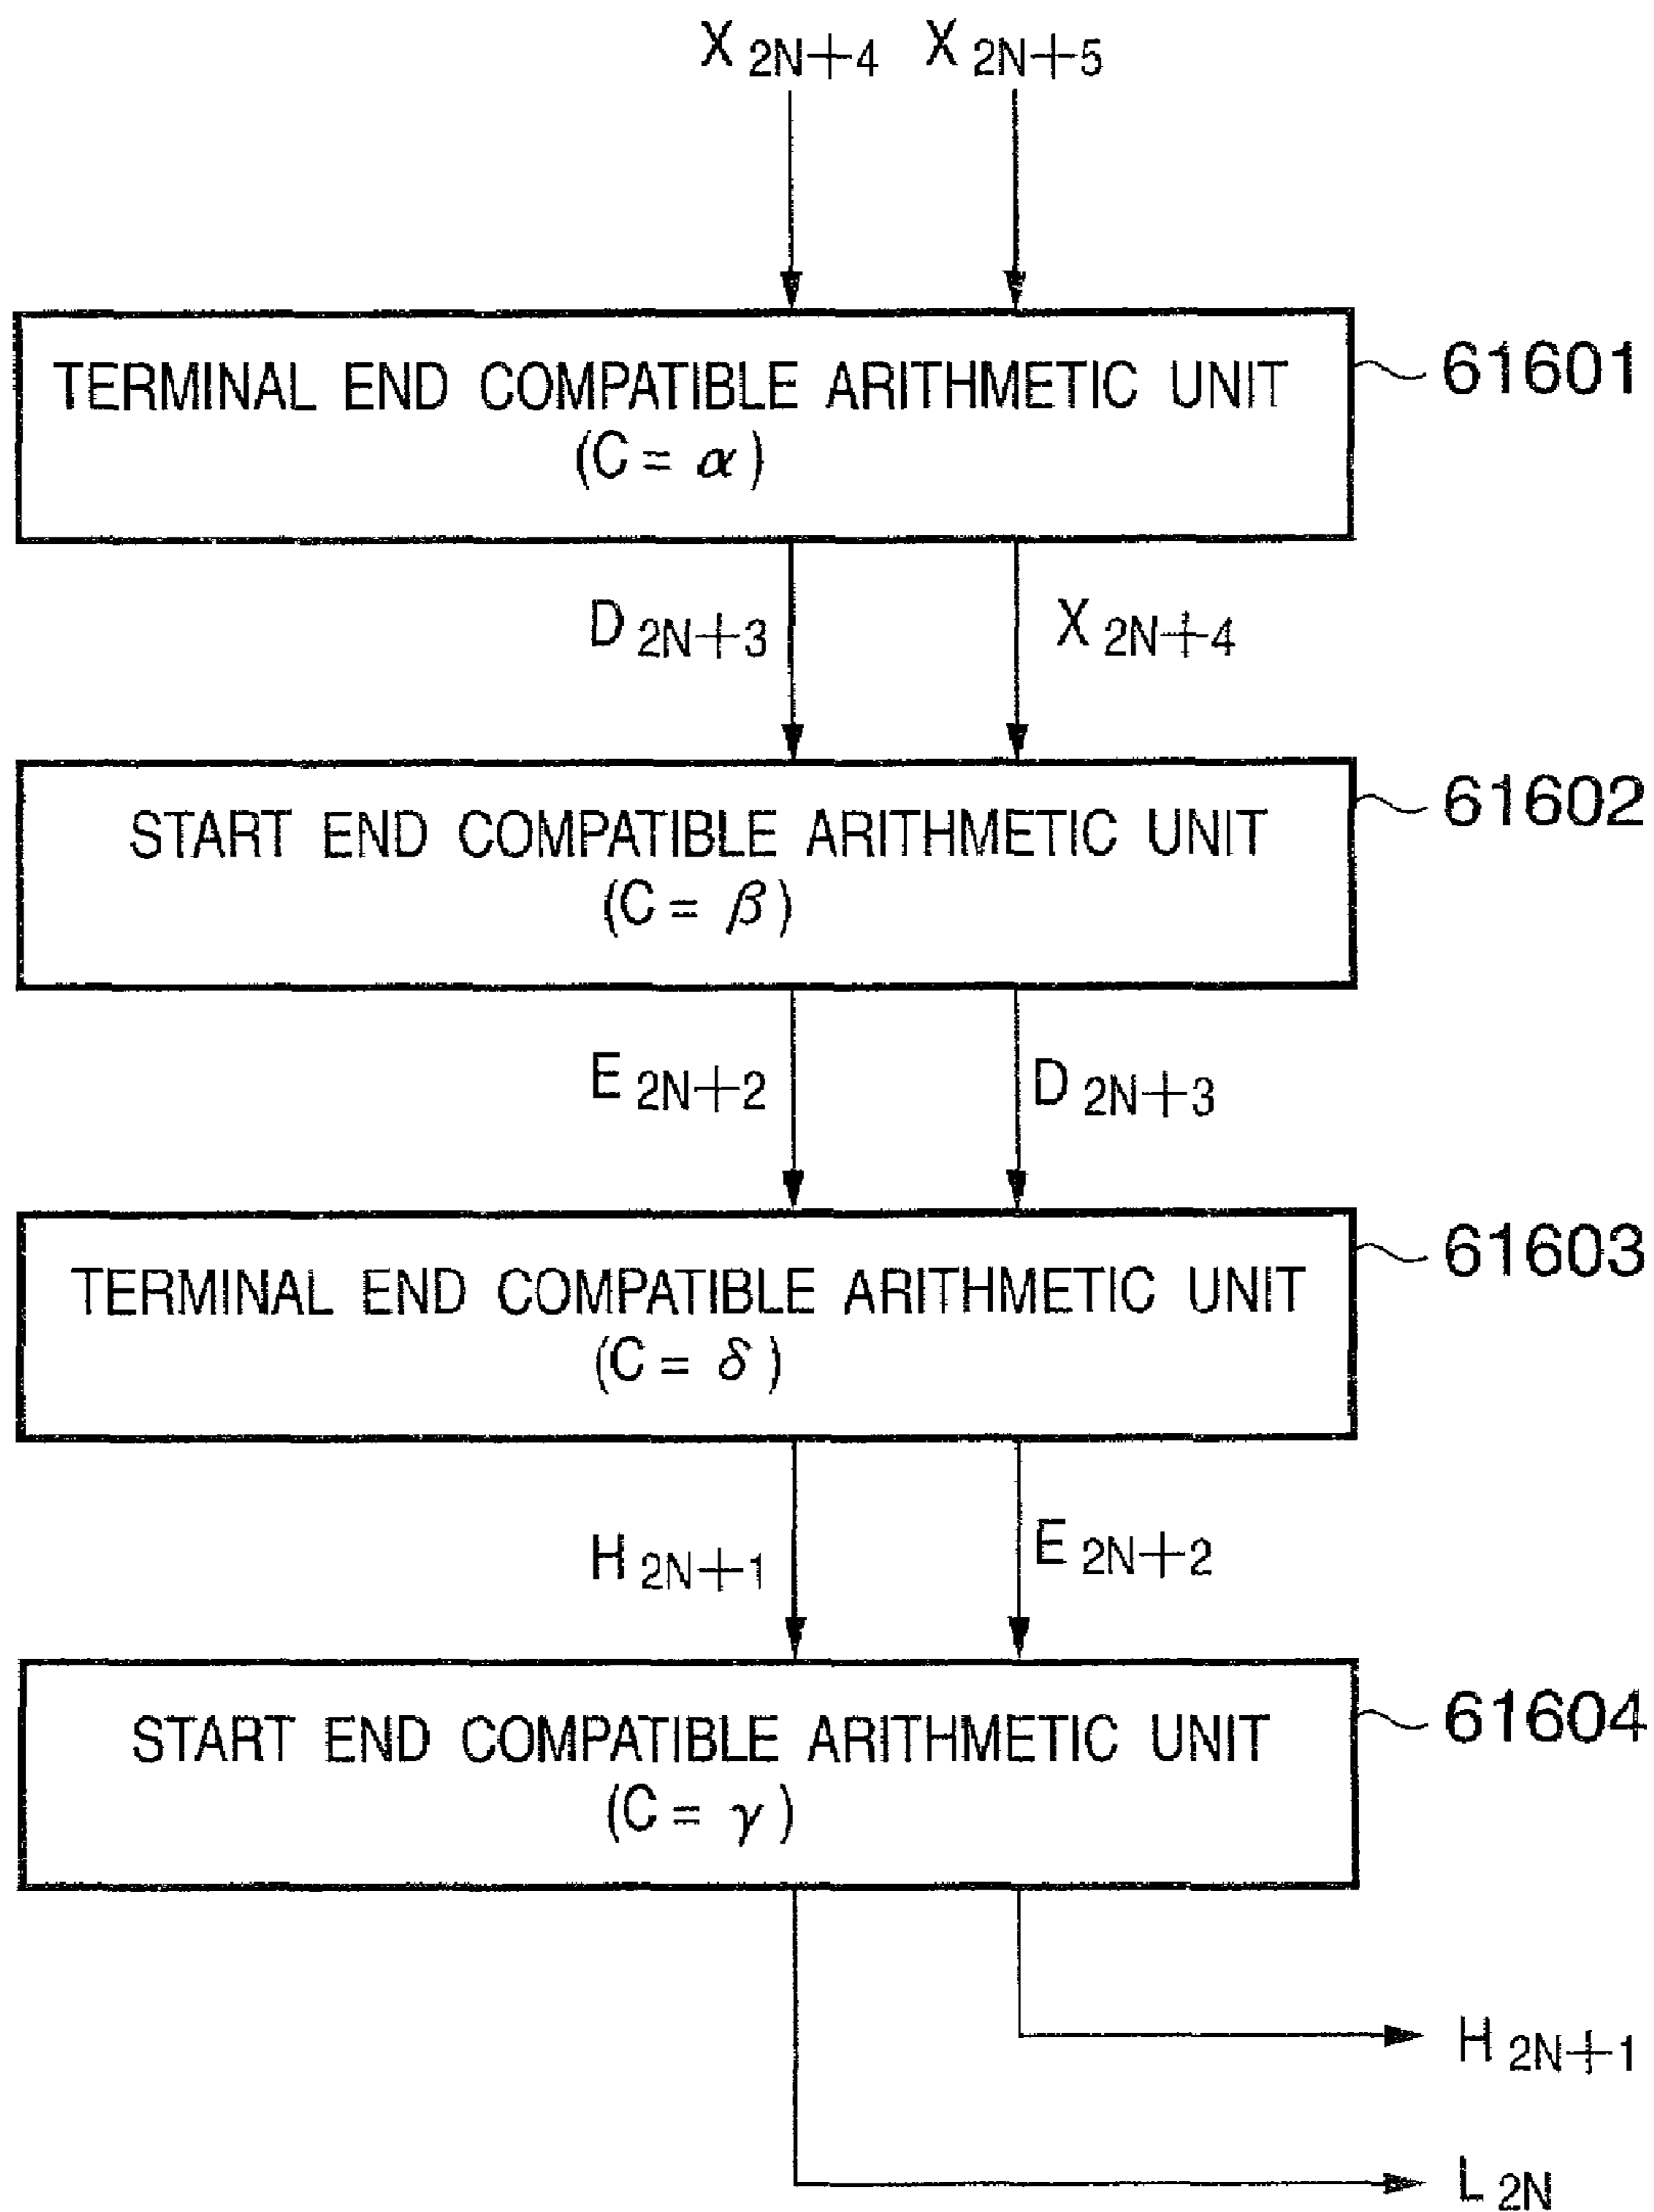 X 2N+4 X 2N+5
TERMINAL END COMPATIBLE ARITHMETIC UNIT
(C = α)
61601
D 2N+3 X 2N+4
START END COMPATIBLE ARITHMETIC UNIT
(C = β)
61602
E 2N+2 D 2N+3
TERMINAL END COMPATIBLE ARITHMETIC UNIT
(C = δ)
61603
H 2N+1 E 2N+2
START END COMPATIBLE ARITHMETIC UNIT
(C = γ)
61604
H 2N+1
L 2N